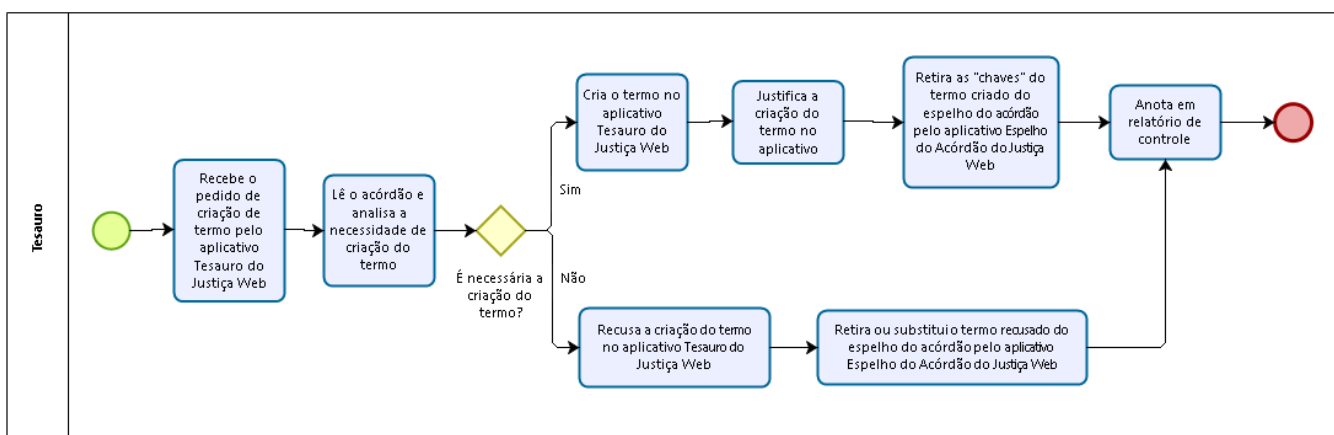 Tesauro
Recebe o
pedido de
criação de
termo pelo
aplicativo
Tesauro do
Justiça Web
Lê o acórdão e
analisa a
necessidade de
criação do
termo
É necessária a
criação do
termo?
Sim
Cria o termo no
aplicativo
Tesauro do
Justiça Web
Justifica a
criação do
termo no
aplicativo
Retira as "chaves" do
termo criado do
espelho do acórdão
pelo aplicativo Espelho
do Acórdão do Justiça
Web
Anota em
relatório de
controle
Não
Recusa a criação do termo
no aplicativo Tesauro do
Justiça Web
Retira ou substitui o termo recusado do
espelho do acórdão pelo aplicativo
Espelho do Acórdão do Justiça Web